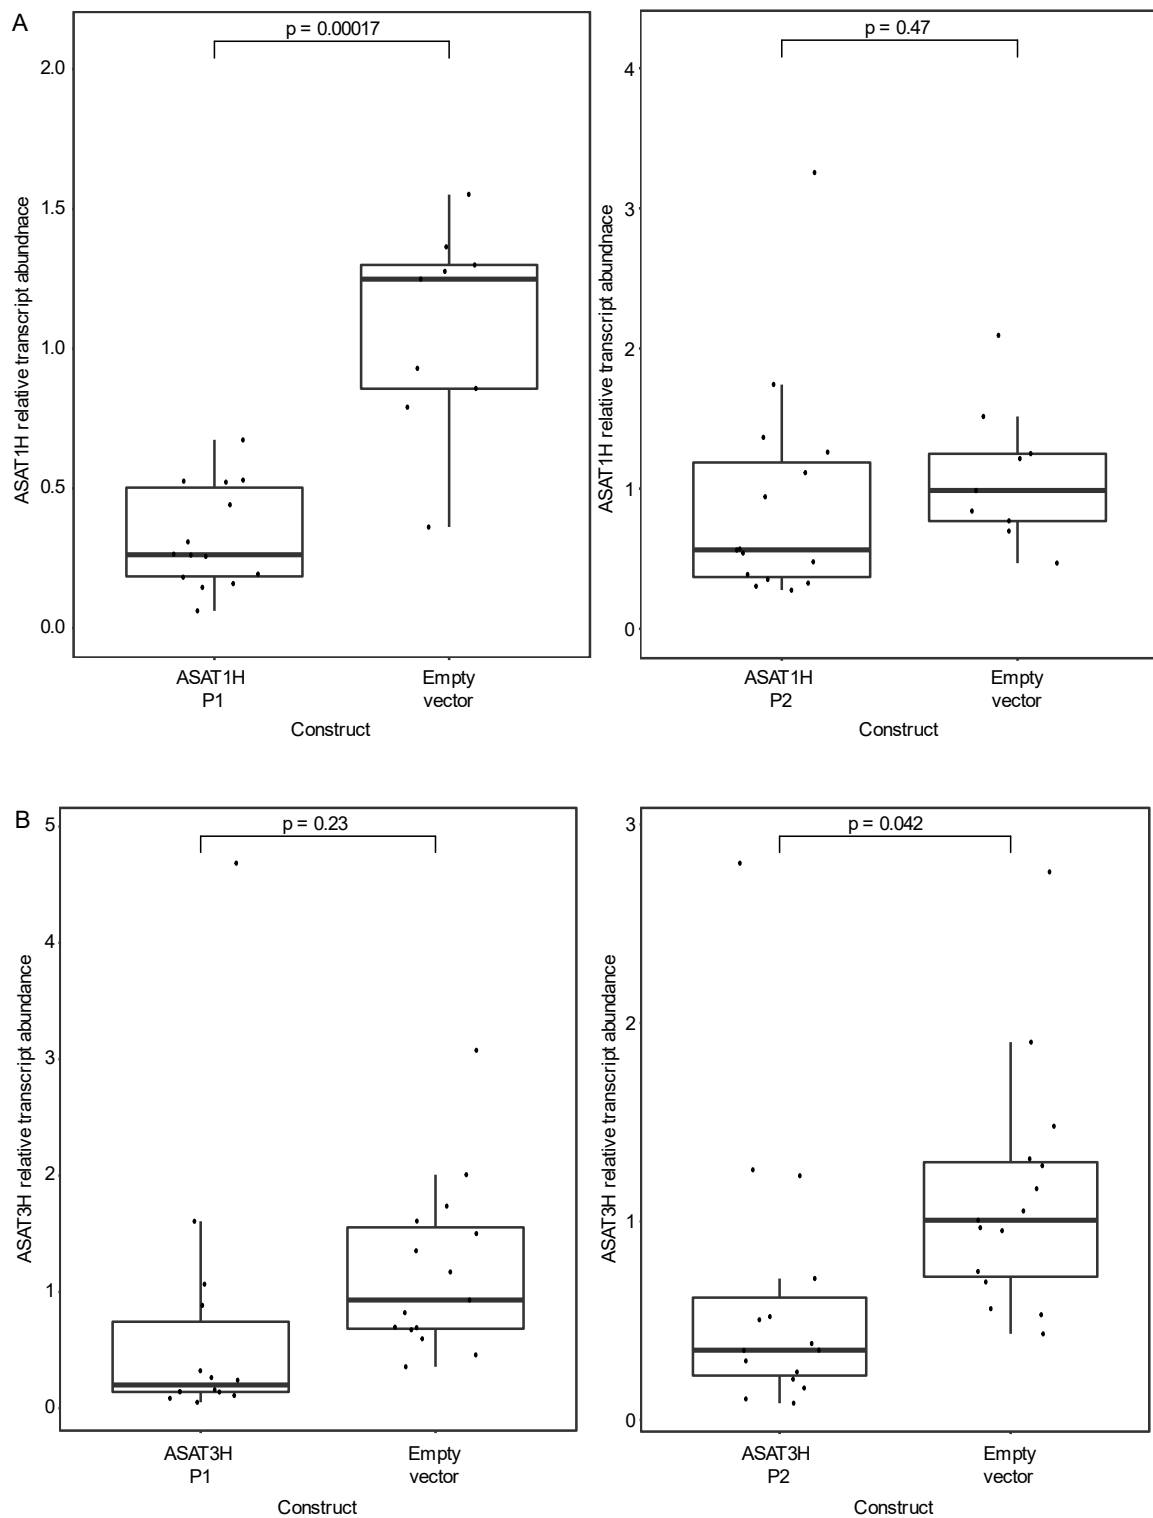 A
p = 0.00017
2.0
1.5
1.0
0.5
0.0
ASAT1H relative transcript abundnace
ASAT1H
P1
Empty
vector
Construct
p = 0.47
4
3
2
1
0
ASAT1H relative transcript abundnace
ASAT1H
P2
Empty
vector
Construct
B
p = 0.23
5
4
3
2
1
0
ASAT3H relative transcript abundance
ASAT3H
P1
Empty
vector
Construct
p = 0.042
3
2
1
0
ASAT3H relative transcript abundance
ASAT3H
P2
Empty
vector
Construct